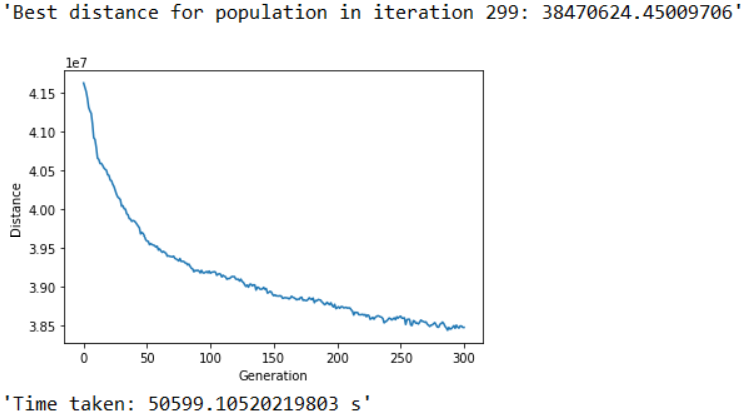 'Best distance for population in iteration 299: 38470624.45009706'
1e7
4.15
4.10
4.05
4.00
3.95
3.90
3.85
Distance
0 50 100 150 200 250 300
Generation
'Time taken: 50599.10520219803 s'